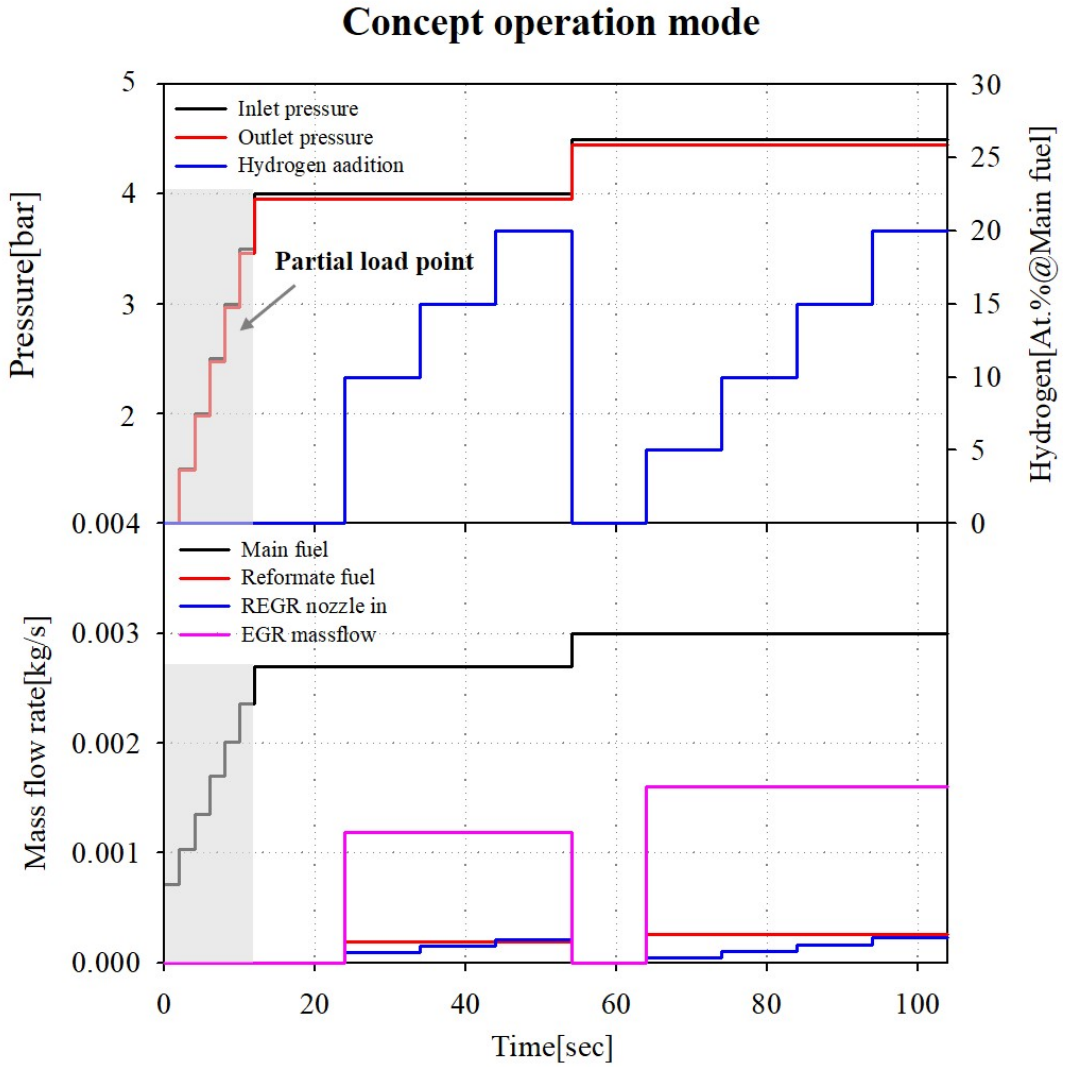 Concept operation mode
5
4
3
2
0.004
Pressure[bar]
Inlet pressure
Outlet pressure
Hydrogen aadition
Partial load point
30
25
20
15
10
5
0
Hydrogen[At.%@Main fuel]
Main fuel
Reformate fuel
REGR nozzle in
EGR massflow
0.003
0.002
0.001
0.000
Mass flow rate[kg/s]
0 20 40 60 80 100
Time[sec]